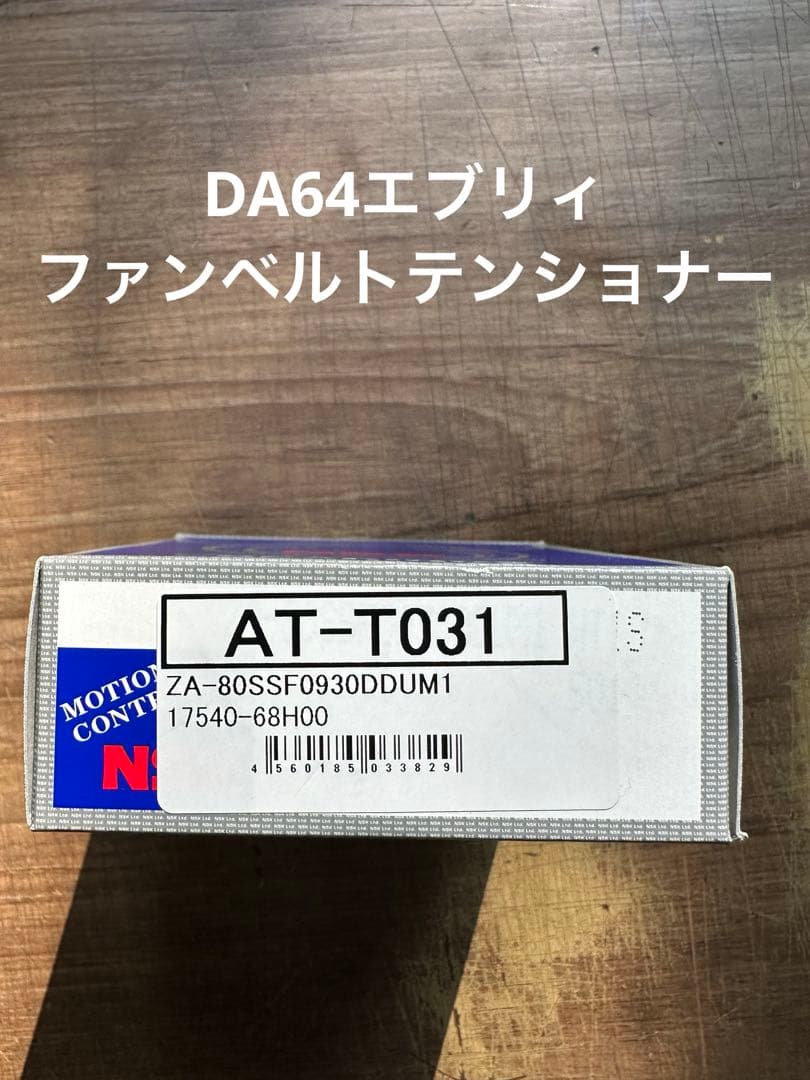 DA64エブリィ
ファンベルトテンショナー
AT-T031
ZA-80SSF0930DDUM1
17540-68H00
4 560185 033829
MOTION